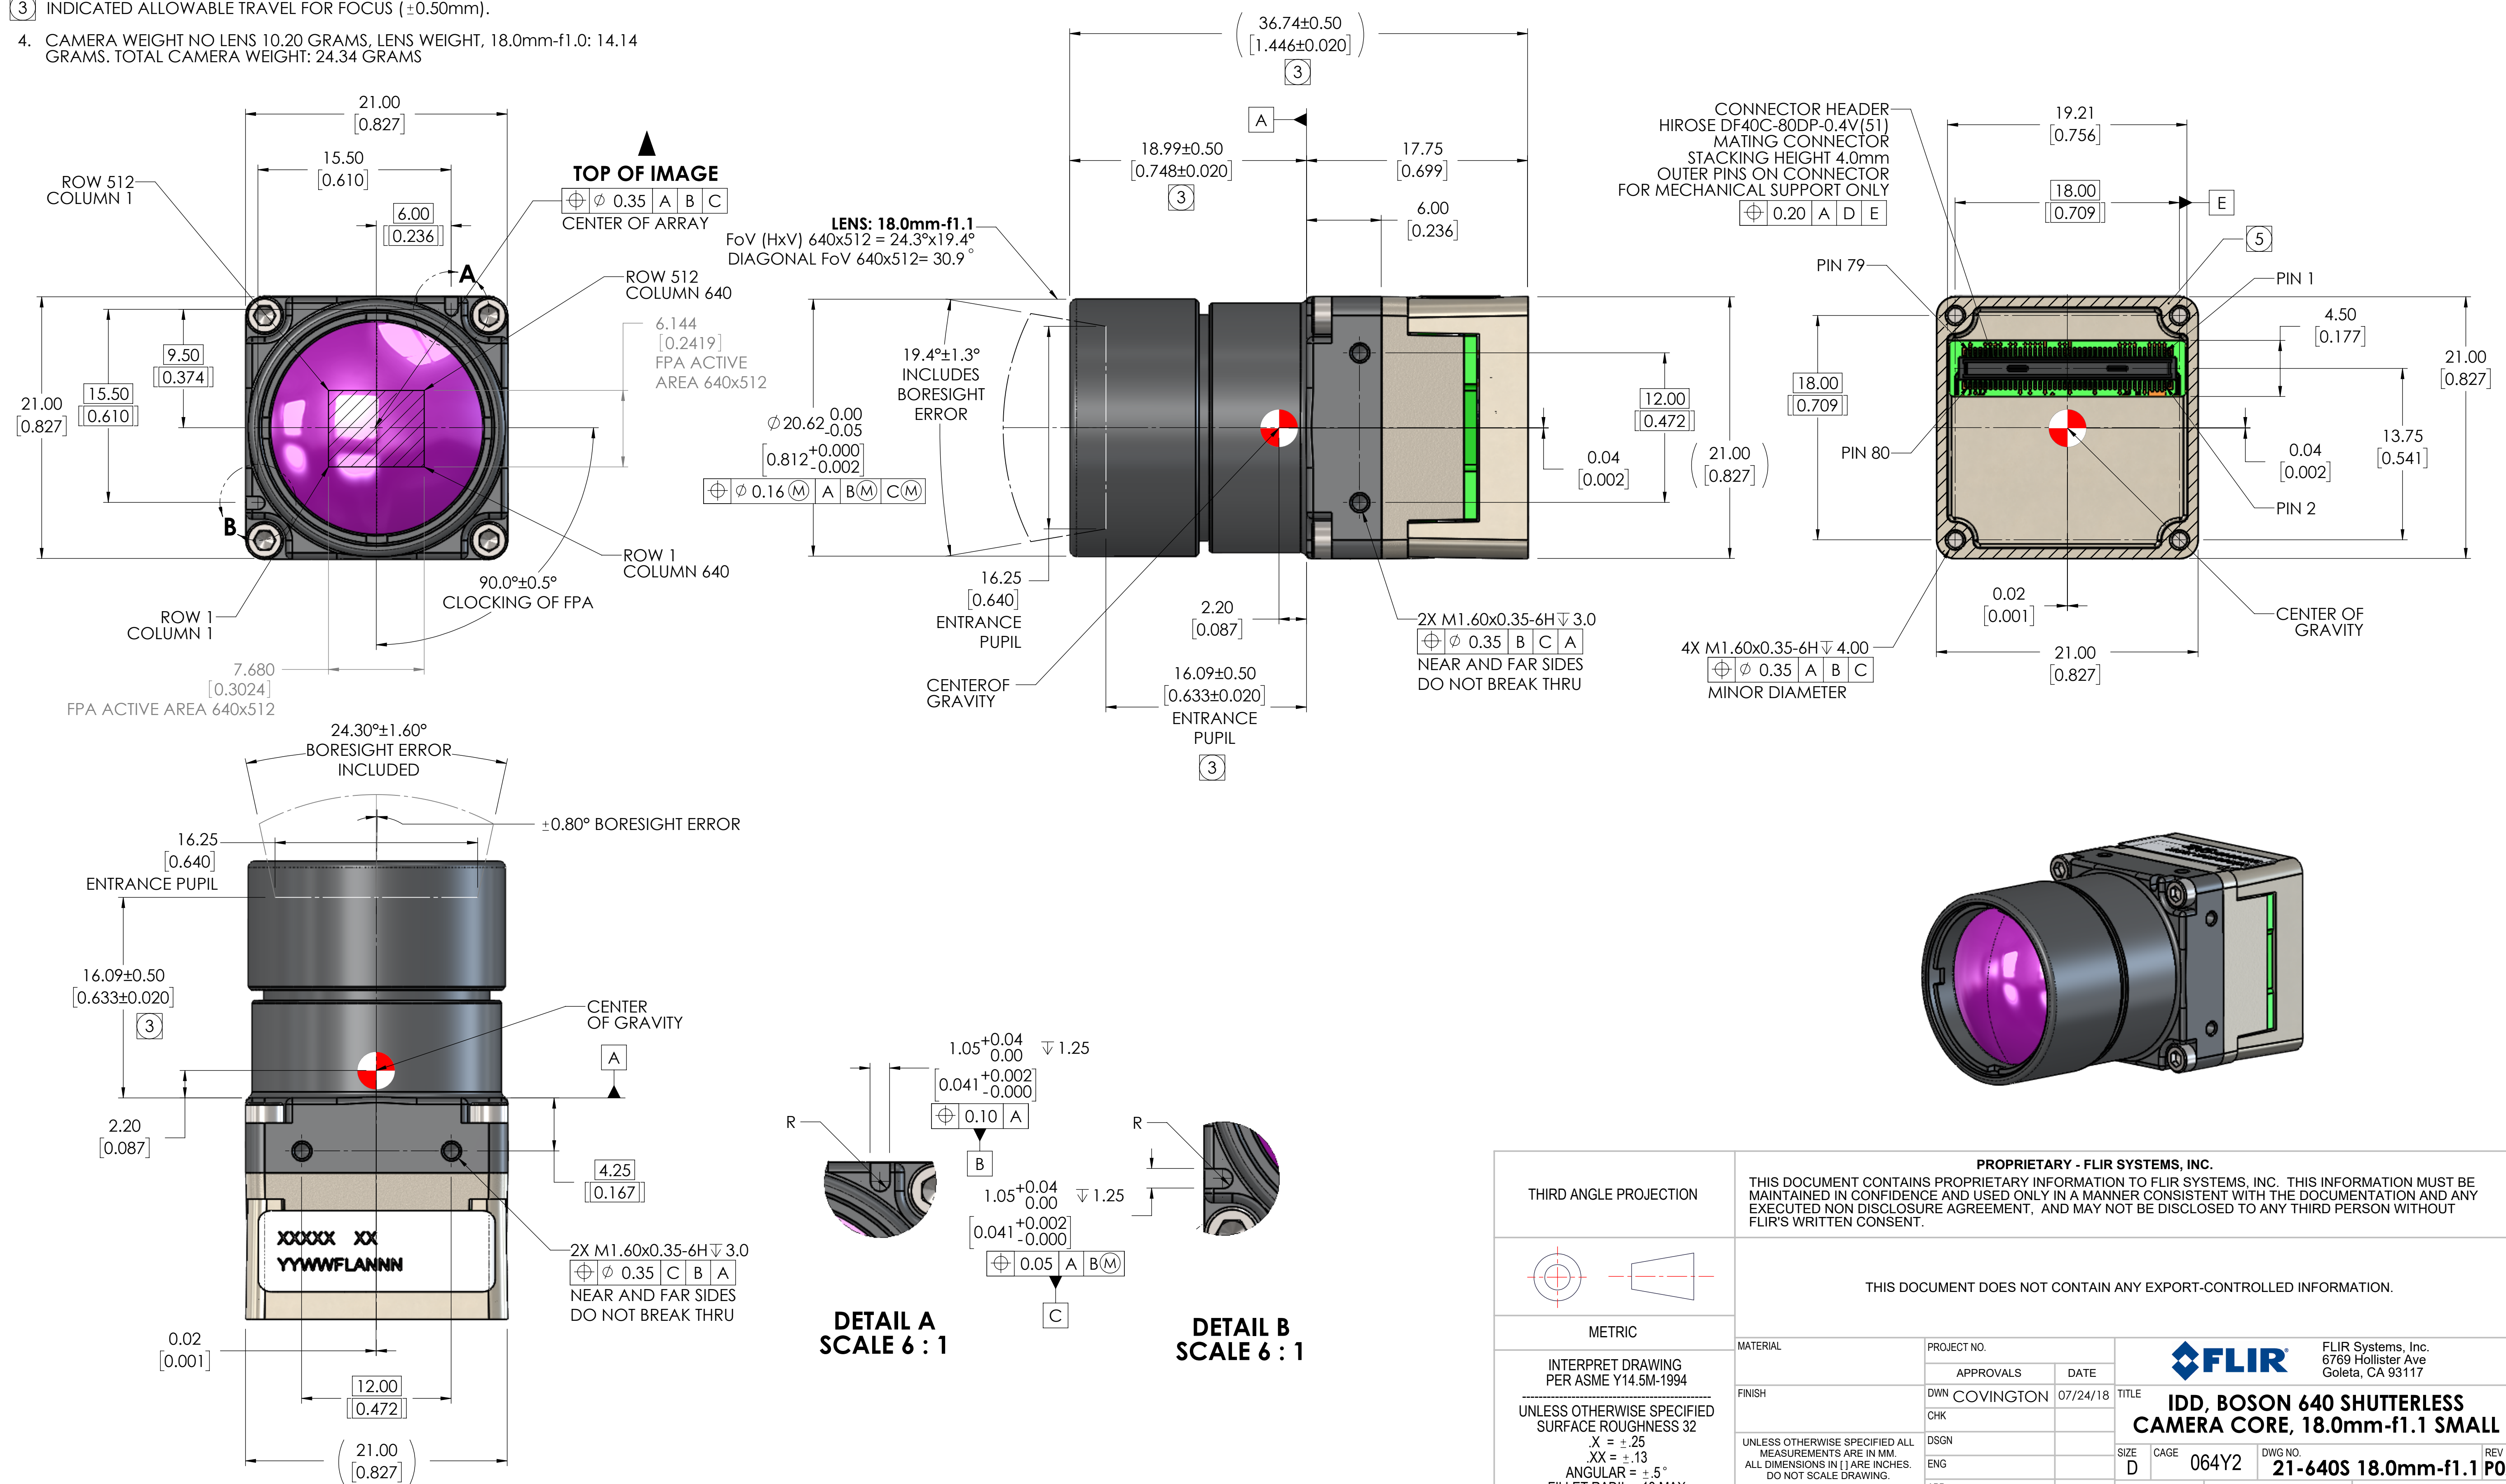 3 INDICATED ALLOWABLE TRAVEL FOR FOCUS (±0.50mm).
4. CAMERA WEIGHT NO LENS 10.20 GRAMS, LENS WEIGHT, 18.0mm-f1.0: 14.14
GRAMS. TOTAL CAMERA WEIGHT: 24.34 GRAMS
21.00
[0.827]
15.50
[0.610]
6.00
[0.236]
ROW 512
COLUMN 1
TOP OF IMAGE
⌖ ⌀ 0.35 A B C
CENTER OF ARRAY
A
ROW 512
COLUMN 640
6.144
[0.2419]
FPA ACTIVE
AREA 640x512
9.50
[0.374]
15.50
[0.610]
21.00
[0.827]
B
ROW 1
COLUMN 640
90.0°±0.5°
CLOCKING OF FPA
ROW 1
COLUMN 1
7.680
[0.3024]
FPA ACTIVE AREA 640x512
36.74±0.50
[1.446±0.020]
3
A
18.99±0.50
[0.748±0.020]
3
17.75
[0.699]
6.00
[0.236]
LENS: 18.0mm-f1.1
FoV (HxV) 640x512 = 24.3°x19.4°
DIAGONAL FoV 640x512= 30.9°
19.4°±1.3°
INCLUDES
BORESIGHT
ERROR
⌀20.62 0.00
-0.05
[0.812 +0.000
-0.002]
⌖ ⌀ 0.16 Ⓜ A B Ⓜ C Ⓜ
12.00
[0.472]
0.04
[0.002]
(21.00
[0.827])
16.25
[0.640]
ENTRANCE
PUPIL
2.20
[0.087]
CENTEROF
GRAVITY
16.09±0.50
[0.633±0.020]
ENTRANCE
PUPIL
3
2X M1.60x0.35-6H ↧ 3.0
⌖ ⌀ 0.35 B C A
NEAR AND FAR SIDES
DO NOT BREAK THRU
CONNECTOR HEADER
HIROSE DF40C-80DP-0.4V(51)
MATING CONNECTOR
STACKING HEIGHT 4.0mm
OUTER PINS ON CONNECTOR
FOR MECHANICAL SUPPORT ONLY
⌖ 0.20 A D E
19.21
[0.756]
18.00
[0.709]
E
5
PIN 79
PIN 1
4.50
[0.177]
21.00
[0.827]
18.00
[0.709]
PIN 80
0.04
[0.002]
13.75
[0.541]
PIN 2
0.02
[0.001]
CENTER OF
GRAVITY
4X M1.60x0.35-6H ↧ 4.00
⌖ ⌀ 0.35 A B C
MINOR DIAMETER
21.00
[0.827]
24.30°±1.60°
BORESIGHT ERROR
INCLUDED
±0.80° BORESIGHT ERROR
16.25
[0.640]
ENTRANCE PUPIL
16.09±0.50
[0.633±0.020]
3
CENTER
OF GRAVITY
A
2.20
[0.087]
4.25
[0.167]
XXXXX XX
YYWWFLANNN
2X M1.60x0.35-6H ↧ 3.0
⌖ ⌀ 0.35 C B A
NEAR AND FAR SIDES
DO NOT BREAK THRU
0.02
[0.001]
12.00
[0.472]
(21.00
[0.827])
1.05 +0.04
0.00 ↧ 1.25
[0.041 +0.002
-0.000]
⌖ 0.10 A
B
R
DETAIL A
SCALE 6 : 1
1.05 +0.04
0.00 ↧ 1.25
[0.041 +0.002
-0.000]
⌖ 0.05 A B Ⓜ
C
R
DETAIL B
SCALE 6 : 1
THIRD ANGLE PROJECTION
METRIC
INTERPRET DRAWING
PER ASME Y14.5M-1994
UNLESS OTHERWISE SPECIFIED
SURFACE ROUGHNESS 32
.X = ±.25
.XX = ±.13
ANGULAR = ±.5°
PROPRIETARY - FLIR SYSTEMS, INC.
THIS DOCUMENT CONTAINS PROPRIETARY INFORMATION TO FLIR SYSTEMS, INC. THIS INFORMATION MUST BE
MAINTAINED IN CONFIDENCE AND USED ONLY IN A MANNER CONSISTENT WITH THE DOCUMENTATION AND ANY
EXECUTED NON DISCLOSURE AGREEMENT, AND MAY NOT BE DISCLOSED TO ANY THIRD PERSON WITHOUT
FLIR'S WRITTEN CONSENT.
THIS DOCUMENT DOES NOT CONTAIN ANY EXPORT-CONTROLLED INFORMATION.
MATERIAL
FINISH
UNLESS OTHERWISE SPECIFIED ALL
MEASUREMENTS ARE IN MM.
ALL DIMENSIONS IN [ ] ARE INCHES.
DO NOT SCALE DRAWING.
PROJECT NO.
APPROVALS DATE
DWN COVINGTON 07/24/18
CHK
DSGN
ENG
FLIR
FLIR Systems, Inc.
6769 Hollister Ave
Goleta, CA 93117
TITLE
IDD, BOSON 640 SHUTTERLESS
CAMERA CORE, 18.0mm-f1.1 SMALL
SIZE D
CAGE 064Y2
DWG NO. 21-640S 18.0mm-f1.1
REV P0